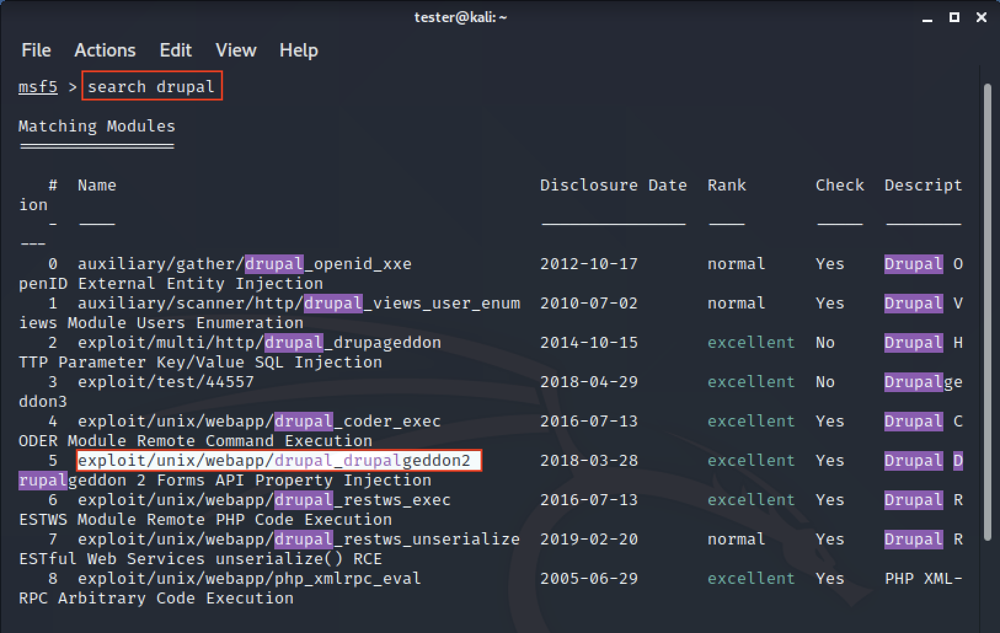 tester@kali: ~
File Actions Edit View Help
msf5 > search drupal
Matching Modules
================
# Name Disclosure Date Rank Check Descript
ion
- ---- --------------- ---- ----- --------
---
0 auxiliary/gather/drupal_openid_xxe 2012-10-17 normal Yes Drupal O
penID External Entity Injection
1 auxiliary/scanner/http/drupal_views_user_enum 2010-07-02 normal Yes Drupal V
iews Module Users Enumeration
2 exploit/multi/http/drupal_drupageddon 2014-10-15 excellent No Drupal H
TTP Parameter Key/Value SQL Injection
3 exploit/test/44557 2018-04-29 excellent No Drupalge
ddon3
4 exploit/unix/webapp/drupal_coder_exec 2016-07-13 excellent Yes Drupal C
ODER Module Remote Command Execution
5 exploit/unix/webapp/drupal_drupalgeddon2 2018-03-28 excellent Yes Drupal D
rupalgeddon 2 Forms API Property Injection
6 exploit/unix/webapp/drupal_restws_exec 2016-07-13 excellent Yes Drupal R
ESTWS Module Remote PHP Code Execution
7 exploit/unix/webapp/drupal_restws_unserialize 2019-02-20 normal Yes Drupal R
ESTful Web Services unserialize() RCE
8 exploit/unix/webapp/php_xmlrpc_eval 2005-06-29 excellent Yes PHP XML-
RPC Arbitrary Code Execution